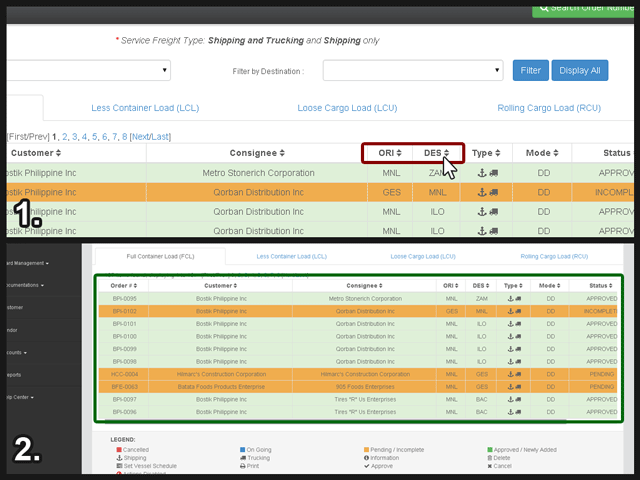 Search Order Number
* Service Freight Type: Shipping and Trucking and Shipping only
Filter by Destination :
Filter
Display All
Less Container Load (LCL)
Loose Cargo Load (LCU)
Rolling Cargo Load (RCU)
[First/Prev] 1, 2, 3, 4, 5, 6, 7, 8 [Next/Last]
Customer Consignee ORI DES Type Mode Status
ostik Philippine Inc Metro Stonerich Corporation MNL ZAM DD APPROV
ostik Philippine Inc Qorban Distribution Inc GES MNL DD INCOMPL
ostik Philippine Inc Qorban Distribution Inc MNL ILO DD APPROV
ostik Philippine Inc Qorban Distribution Inc MNL ILO DD APPROV
1.
ard Management
ocumentations
ustomer
endor
counts
eports
lp Center
Full Container Load (FCL)
Less Container Load (LCL)
Loose Cargo Load (LCU)
Rolling Cargo Load (RCU)
Order # Customer Consignee ORI DES Type Mode Status
BPI-0095 Bostik Philippine Inc Metro Stonerich Corporation MNL ZAM DD APPROVED
BPI-0102 Bostik Philippine Inc Qorban Distribution Inc GES MNL DD INCOMPLETE
BPI-0101 Bostik Philippine Inc Qorban Distribution Inc MNL ILO DD APPROVED
BPI-0100 Bostik Philippine Inc Qorban Distribution Inc MNL ILO DD APPROVED
BPI-0099 Bostik Philippine Inc Qorban Distribution Inc MNL ILO DD APPROVED
BPI-0098 Bostik Philippine Inc Qorban Distribution Inc MNL ILO DD APPROVED
HCC-0004 Hilman's Construction Corporation Hilman's Construction Corporation MNL GES DD PENDING
BFE-0063 Batata Foods Products Enterprise 905 Foods Enterprises MNL GES DD PENDING
BPI-0097 Bostik Philippine Inc Tires "R" Us Enterprises MNL BAC DD APPROVED
BPI-0096 Bostik Philippine Inc Tires "R" Us Enterprises MNL BAC DD APPROVED
LEGEND:
Cancelled On Going Pending / Incomplete Approved / Newly Added
Shipping Trucking Information Delete
Set Vessel Schedule Print Approve Cancel
Actions Disabled
2.